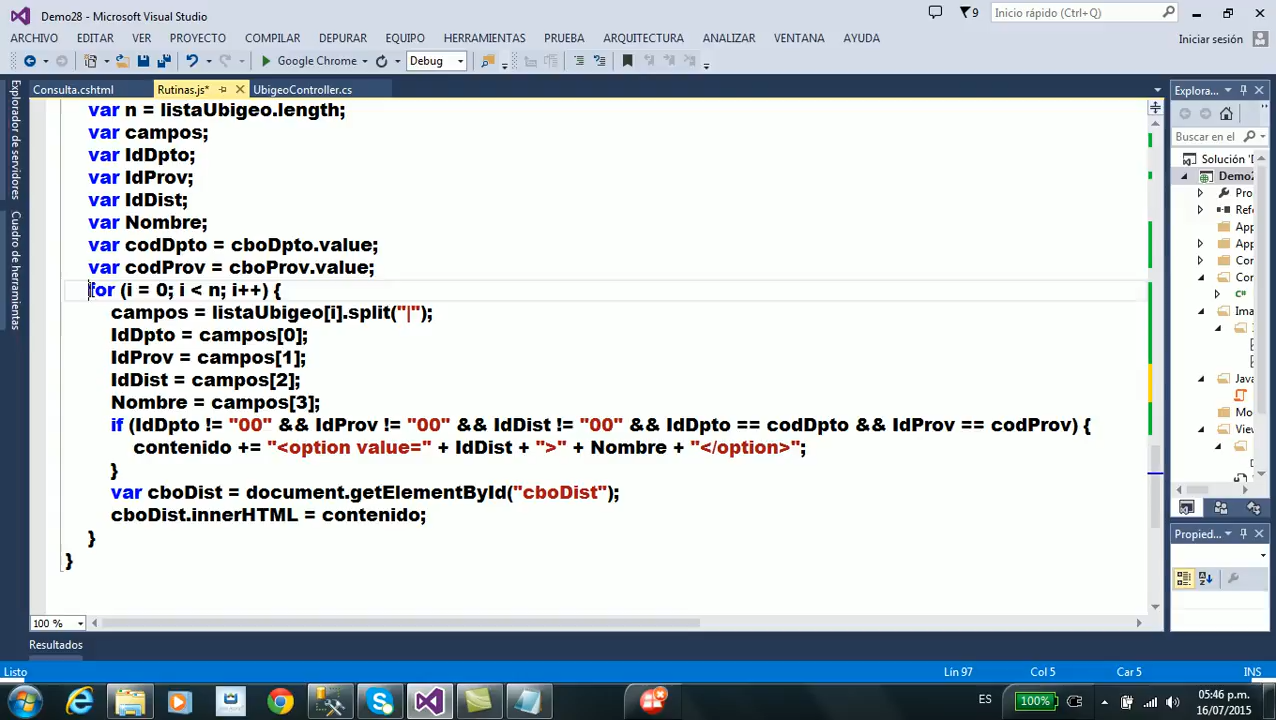 Demo28 - Microsoft Visual Studio
9
Inicio rápido (Ctrl+Q)
ARCHIVO EDITAR VER PROYECTO COMPILAR DEPURAR EQUIPO HERRAMIENTAS PRUEBA ARQUITECTURA ANALIZAR VENTANA AYUDA
Iniciar sesión
Google Chrome Debug
Consulta.cshtml Rutinas.js* UbigeoController.cs
Explora...
Explorador de servidores
Cuadro de herramientas
Buscar en el
Solución 'D
Demo2
Pro
Refe
App
App
Con
Con
C#
Ima
Java
Mo
View
var n = listaUbigeo.length;
var campos;
var IdDpto;
var IdProv;
var IdDist;
var Nombre;
var codDpto = cboDpto.value;
var codProv = cboProv.value;
for (i = 0; i < n; i++) {
campos = listaUbigeo[i].split("|");
IdDpto = campos[0];
IdProv = campos[1];
IdDist = campos[2];
Nombre = campos[3];
if (IdDpto != "00" && IdProv != "00" && IdDist != "00" && IdDpto == codDpto && IdProv == codProv) {
contenido += "<option value=" + IdDist + ">" + Nombre + "</option>";
}
var cboDist = document.getElementById("cboDist");
cboDist.innerHTML = contenido;
}
}
Propied...
100 %
Resultados
Listo
Lín 97 Col 5 Car 5 INS
ES 100% 05:46 p.m.
16/07/2015